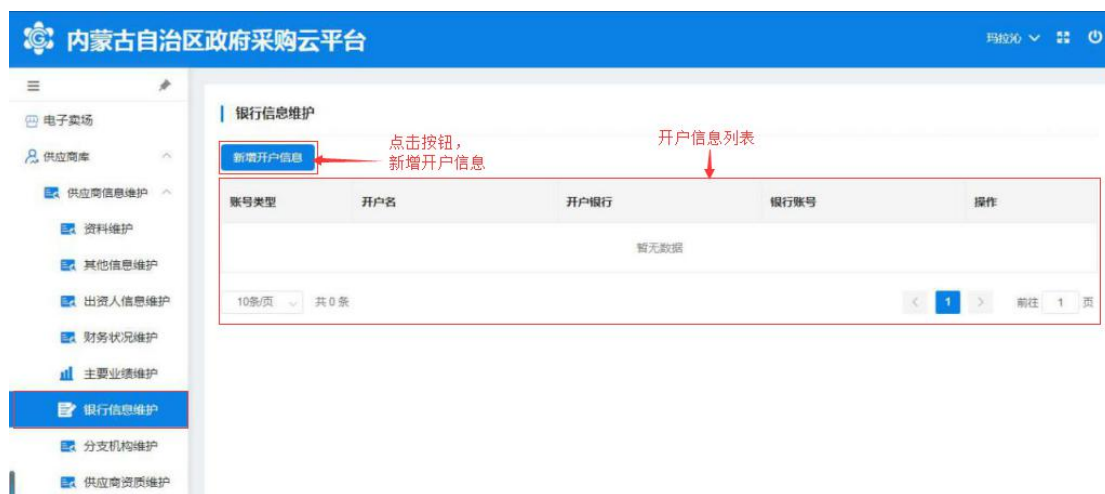 内蒙古自治区政府采购云平台
玛拉沁
电子卖场
供应商库
供应商信息维护
资料维护
其他信息维护
出资人信息维护
财务状况维护
主要业绩维护
银行信息维护
分支机构维护
供应商资质维护
银行信息维护
新增开户信息
点击按钮，
新增开户信息
开户信息列表
账号类型 开户名 开户银行 银行账号 操作
暂无数据
10条/页 共 0 条 1 前往 1 页